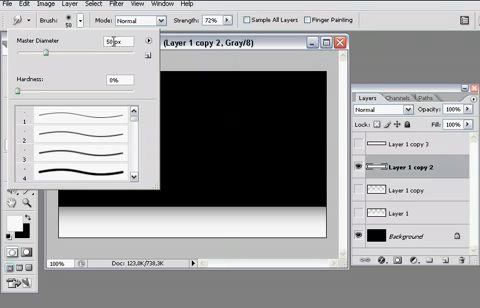 File Edit Image Layer Select Filter View Window Help
Brush: 50 Mode: Normal Strength: 72% Sample All Layers Finger Painting
Master Diameter 50 px
Hardness: 0%
1
2
3
4
(Layer 1 copy 2, Gray/8)
100% Doc: 123,8K/738,3K
Layers Channels Paths
Normal Opacity: 100%
Lock: Fill: 100%
Layer 1 copy 3
Layer 1 copy 2
Layer 1 copy
Layer 1
Background